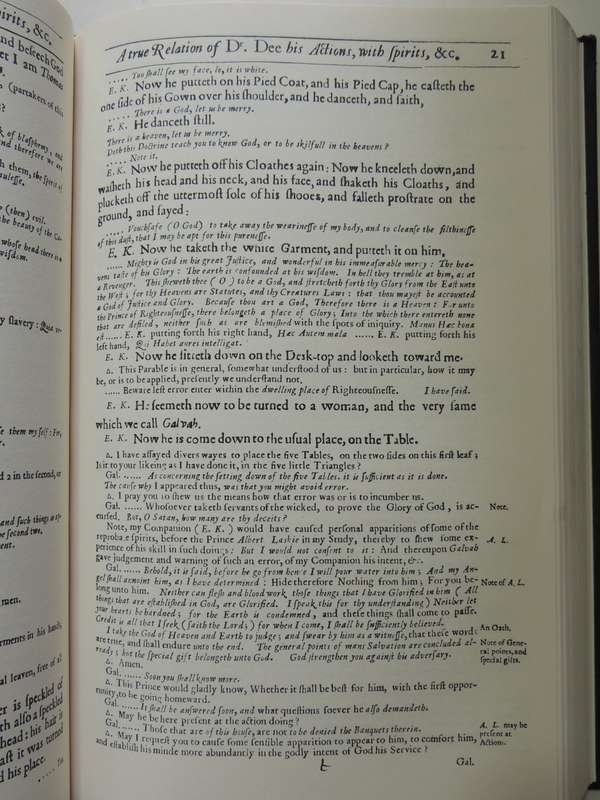 pirits, &c.
A true Relation of Dr. Dee his Actions, with spirits, &c. 21
..... Tou shall see my face, lo, it is white.
E. K. Now he putteth on his Pied Coat, and his Pied Cap, he casteth the
one side of his Gown over his shoulder, and he danceth, and saith,
..... There is a God, let us be merry.
E. K. He danceth still.
There is a heaven, let us be merry.
Doth this Doctrine teach you to know God, or to be skilfull in the heavens?
..... Note it.
E. K. Now he putteth off his Cloathes again: Now he kneeleth down, and
washeth his head and his neck, and his face, and shaketh his Cloaths, and
plucketh off the uttermost sole of his shooes, and falleth prostrate on the
ground, and sayed:
..... Vouchsafe (O God) to take away the wearinesse of my body, and to cleanse the filthinesse
of this dust, that I may be apt for this purenesse.
E. K. Now he taketh the white Garment, and putteth it on him,
..... Mighty is God in his great Justice, and wonderful in his immeasurable mercy: The hea-
vens taste of his Glory: The earth is confounded at his wisdom. In hell they tremble at him, as at
a Revenger. This sheweth thee (O) to be a God, and stretcheth forth thy Glory from the East unto
the West; for thy Heavens are Statutes, and thy Creatures Laws: that thou mayest be accounted
a God of Justice and Glory. Because thou art a God, Therefore there is a Heaven: For unto
the Prince of Righteousnesse, there belongeth a place of Glory; Into the which there entereth none
that are defiled, neither such as are blemished with the spots of iniquity. Manus Hæc bona
est ..... E. K. putting forth his right hand, Hæc Autem mala ..... E. K. putting forth his
left hand, Qui Habet aures intelligat.
E. K. Now he sitteth down on the Desk-top and looketh toward me.
Δ. This Parable is in general, somewhat understood of us: but in particular, how it may
be, or is to be applied, presently we understand not.
..... Beware lest error enter within the dwelling place of Righteousnesse. I have said.
E. K. He seemeth now to be turned to a woman, and the very same
which we call Galvah.
E. K. Now he is come down to the usual place, on the Table.
Δ. I have assayed divers wayes to place the five Tables, on the two sides on this first leaf;
Is it to your likeing as I have done it, in the five little Triangles?
Gal. ..... As concerning the setting down of the five Tables. it is sufficient as it is done.
The cause why I appeared thus, was that you might avoid error.
Δ. I pray you to shew us the means how that error was or is to incumber us.
Gal. ..... Whosoever taketh servants of the wicked, to prove the Glory of God, is ac- Note.
cursed. But, O Satan, how many are thy deceits?
Note, my Companion (E. K.) would have caused personal apparitions of some of the
reprobate spirits, before the Prince Albert Laskie in my Study, thereby to shew some ex- A. L.
perience of his skill in such doings: But I would not consent to it: And thereupon Galvah
gave judgement and warning of such an error, of my Companion his intent, &c.
Gal. ..... Behold, it is said, before he go from hence I will pour water into him; And my An-
gel shall annoint him, as I have determined: Hide therefore Nothing from him; For you be- Note of A. L.
long unto him. Neither can flesh and blood work those things that I have Glorified in him (All
things that are established in God, are Glorified. I speak this for thy understanding) Neither let
your hearts be hardned; for the Earth is condemned, and these things shall come to passe.
Credit is all that I seek (saith the Lord;) for when I come, I shall be sufficiently believed.
I take the God of Heaven and Earth to judge; and swear by him as a witnesse, that these words An Oath.
are true, and shall endure unto the end. The general points of mans Salvation are concluded al- Note of Gene-
ready; but the special gift belongeth unto God. God strengthen you against his adversary. ral points, and
special gifts.
Δ. Amen.
Gal. ..... Soon you shall know more.
Δ. This Prince would gladly know, Whether it shall be best for him, with the first oppor-
tunity, to be going homeward.
Gal. ..... It shall be answered soon, and what questions soever he also demandeth.
Δ. May he be here present at the action doing?
Gal. ..... Those that are of this house, are not to be denied the Banquets therein. A. L. may be
present at
Δ. May I request you to cause some sensible apparition to appear to him, to comfort him, Actions.
and establish his minde more abundantly in the godly intent of God his Service?
Gal.